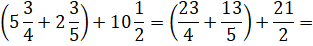 (5 3/4 + 2 3/5) + 10 1/2 = (23/4 + 13/5) + 21/2 =